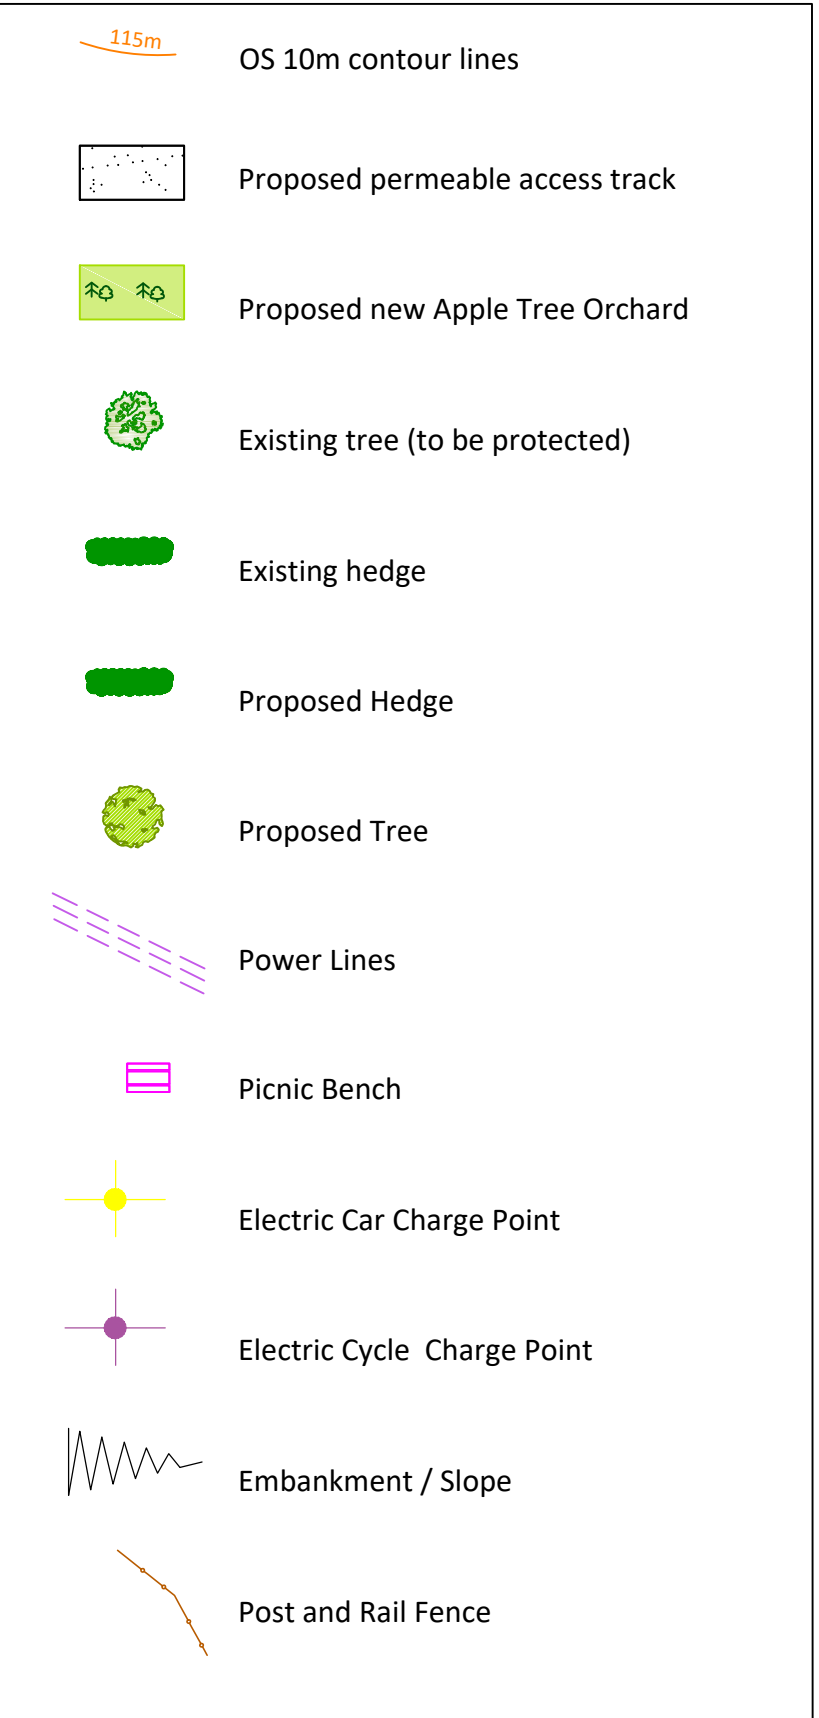 115m
OS 10m contour lines
Proposed permeable access track
Proposed new Apple Tree Orchard
Existing tree (to be protected)
Existing hedge
Proposed Hedge
Proposed Tree
Power Lines
Picnic Bench
Electric Car Charge Point
Electric Cycle  Charge Point
Embankment / Slope
Post and Rail Fence